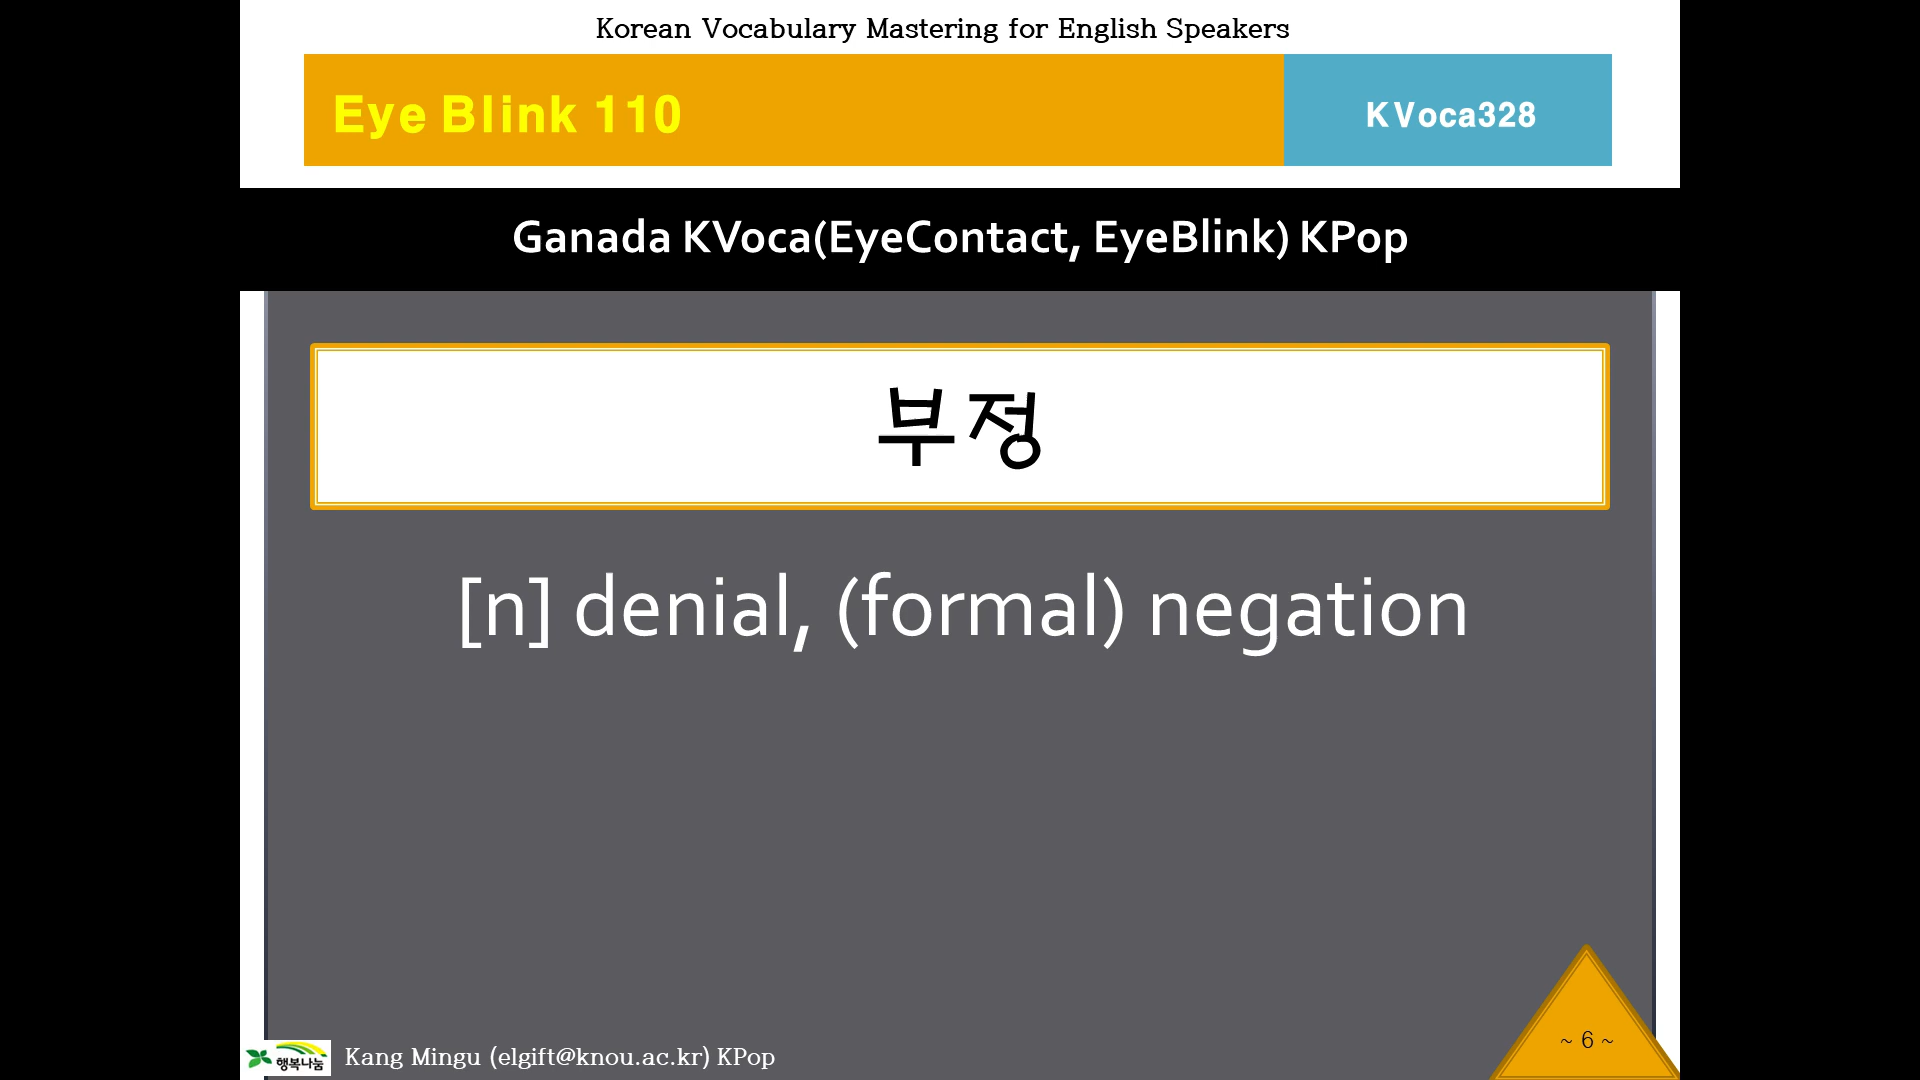 Korean Vocabulary Mastering for English Speakers
Eye Blink 110
KVoca328
Ganada KVoca(EyeContact, EyeBlink) KPop
부정
[n] denial, (formal) negation
~ 6 ~
행복나눔
Kang Mingu (elgift@knou.ac.kr) KPop